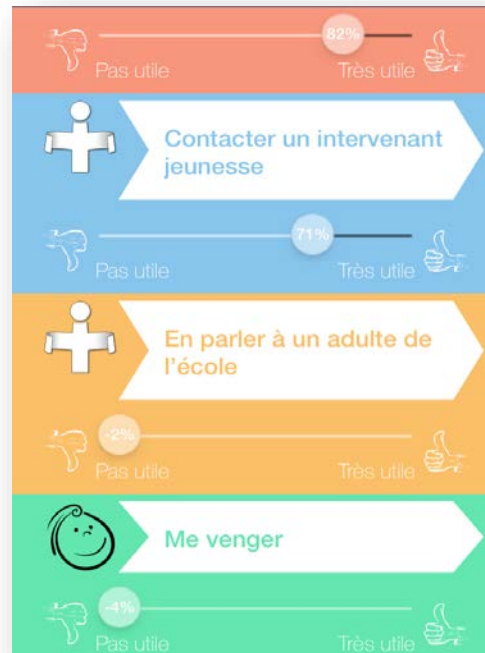 82%
Pas utile Très utile
Contacter un intervenant
jeunesse
71%
Pas utile Très utile
En parler à un adulte de
l'école
-2%
Pas utile Très utile
Me venger
-4%
Pas utile Très utile